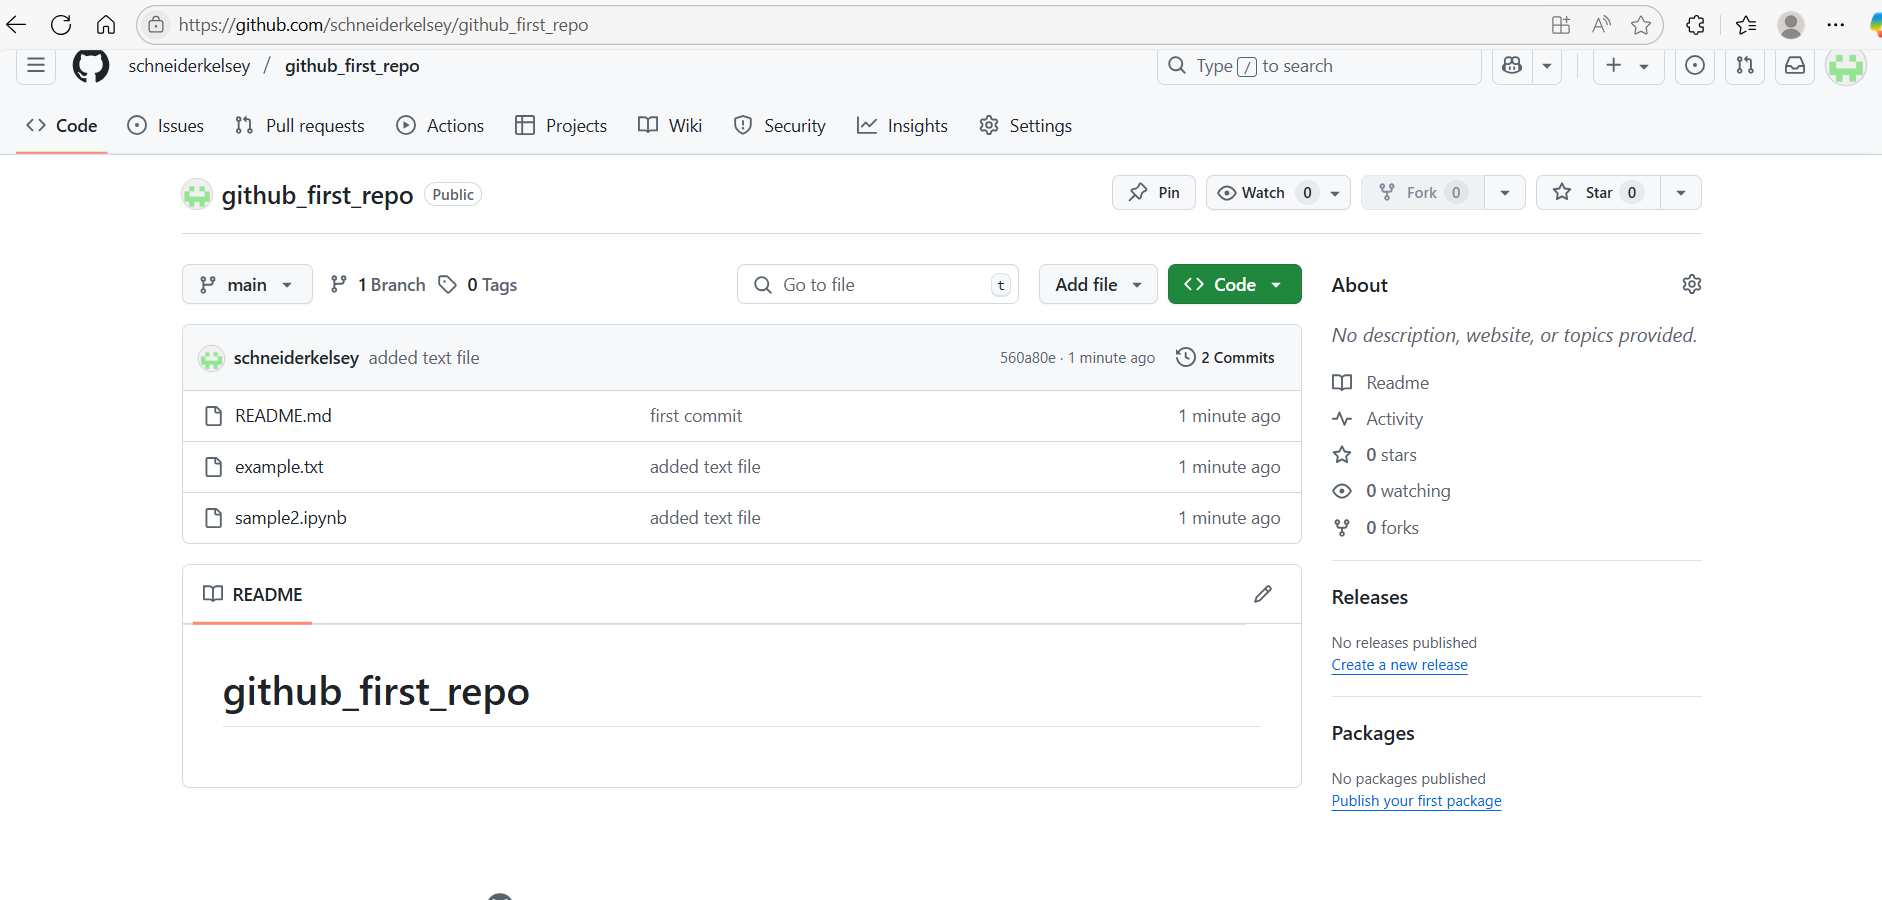 https://github.com/schneiderkelsey/github_first_repo
schneiderkelsey / github_first_repo
Type / to search
Code Issues Pull requests Actions Projects Wiki Security Insights Settings
github_first_repo Public
Pin Watch 0 Fork 0 Star 0
main 1 Branch 0 Tags Go to file t Add file Code
schneiderkelsey added text file 560a80e · 1 minute ago 2 Commits
README.md first commit 1 minute ago
example.txt added text file 1 minute ago
sample2.ipynb added text file 1 minute ago
README
github_first_repo
About
No description, website, or topics provided.
Readme
Activity
0 stars
0 watching
0 forks
Releases
No releases published
Create a new release
Packages
No packages published
Publish your first package